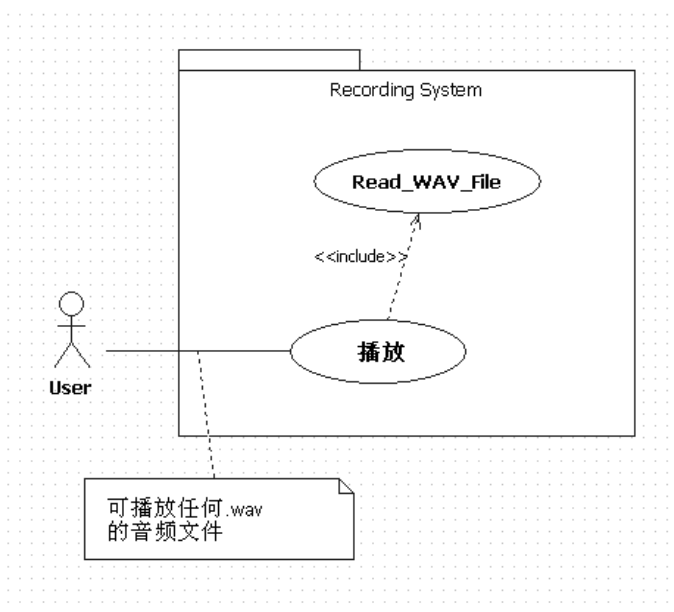 Recording System
Read_WAV_File
<<include>>
播放
User
可播放任何.wav
的音频文件